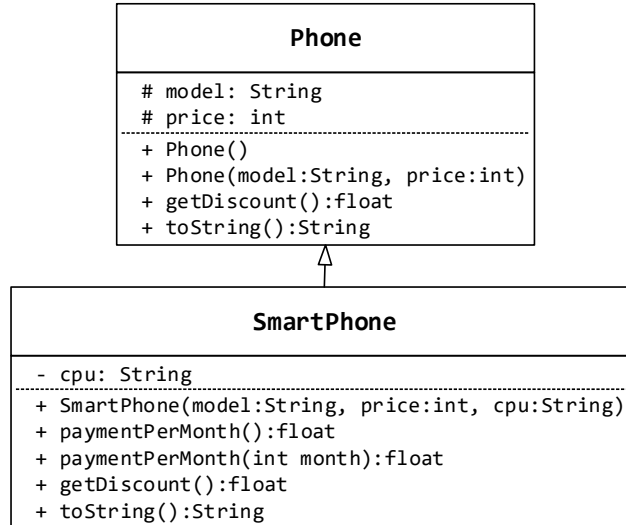 Phone
# model: String
# price: int
+ Phone()
+ Phone(model:String, price:int)
+ getDiscount():float
+ toString():String
SmartPhone
- cpu: String
+ SmartPhone(model:String, price:int, cpu:String)
+ paymentPerMonth():float
+ paymentPerMonth(int month):float
+ getDiscount():float
+ toString():String